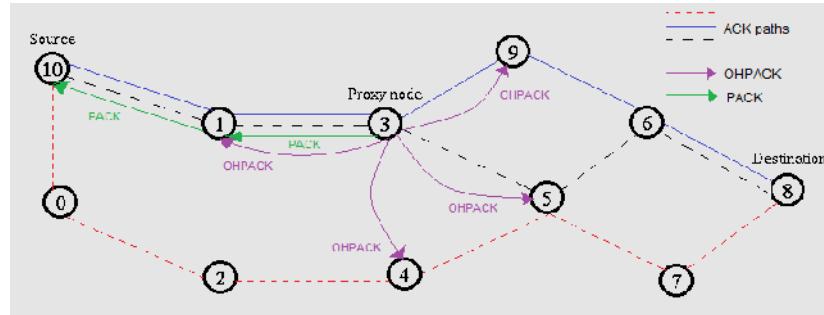 Source
ACK paths
10
9
OHPACK
PACK
OHPACK
PACK
Proxy node
1
3
6
PACK
OHPACK
Destination
8
0
OHPACK
5
OHPACK
2
4
7